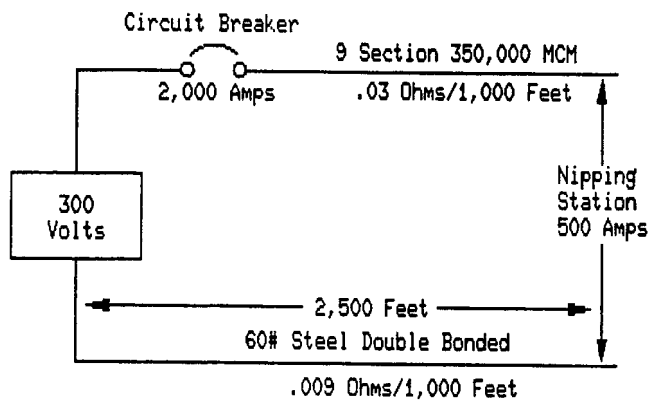 Circuit Breaker
2,000 Amps
9 Section 350,000 MCM
.03 Ohms/1,000 Feet
300
Volts
Nipping
Station
500 Amps
2,500 Feet
60# Steel Double Bonded
.009 Ohms/1,000 Feet